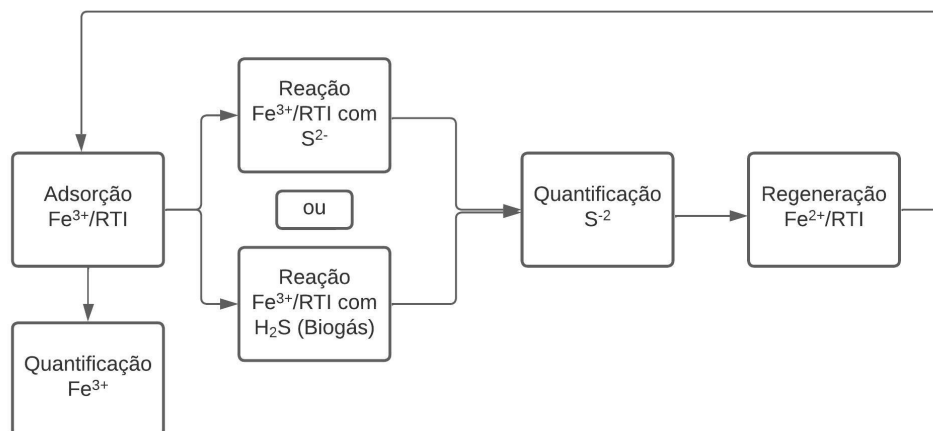 Reação
Fe³⁺/RTI com
S²⁻
Adsorção
Fe³⁺/RTI
ou
Quantificação
S⁻²
Regeneração
Fe²⁺/RTI
Reação
Fe³⁺/RTI com
H₂S (Biogás)
Quantificação
Fe³⁺